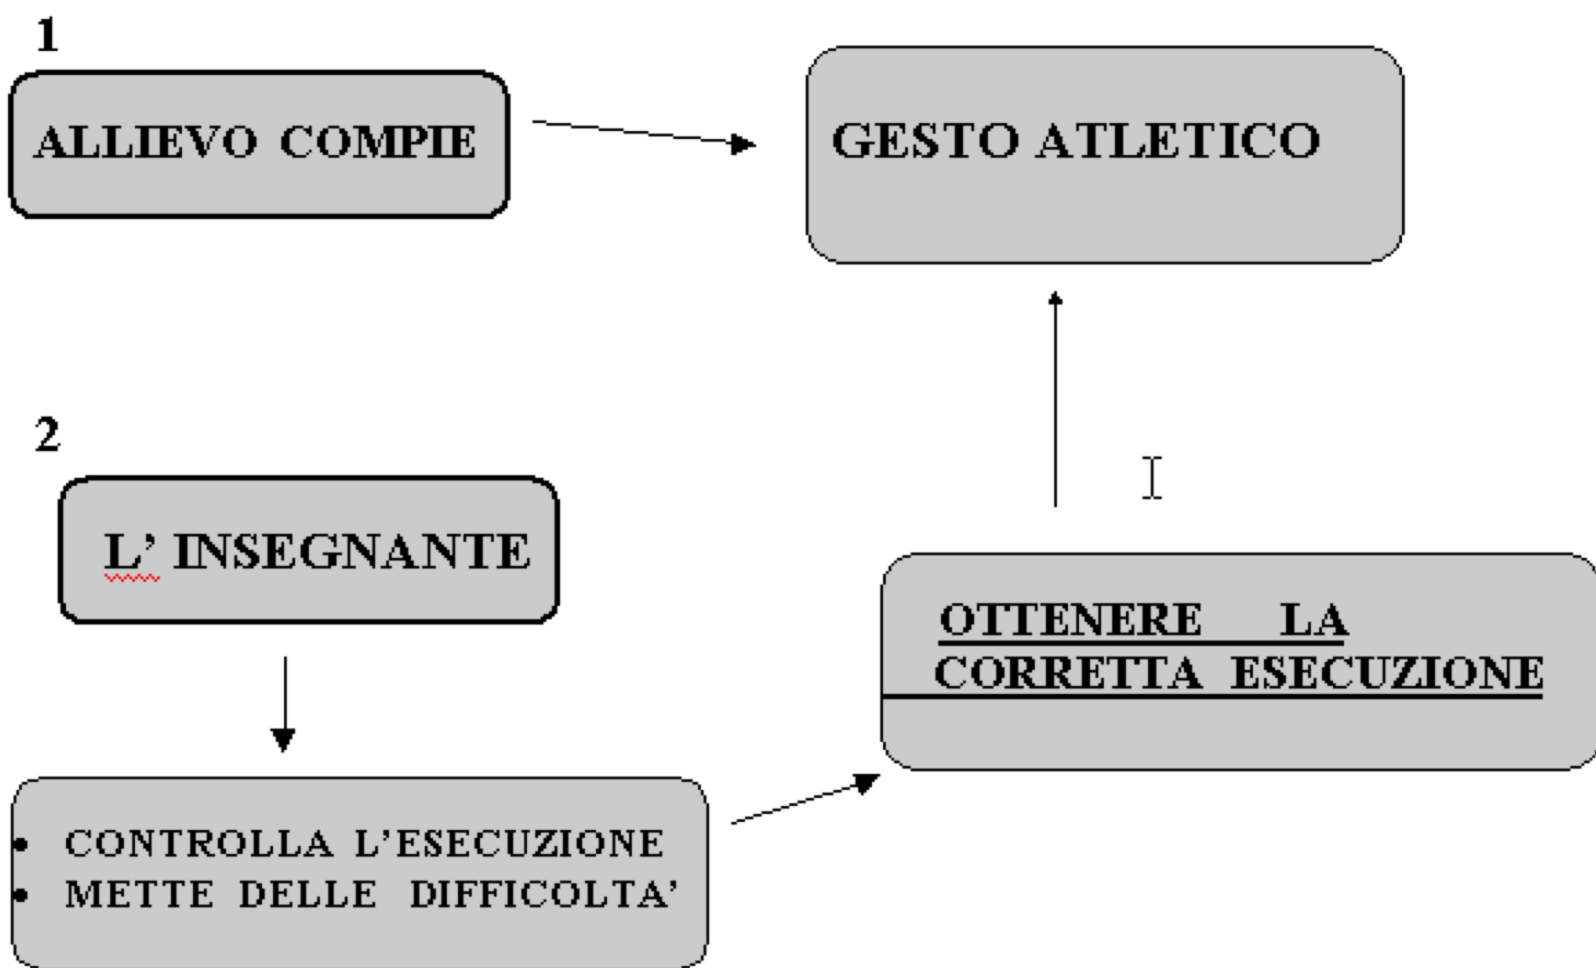 1
ALLIEVO COMPIE
GESTO ATLETICO
2
L' INSEGNANTE
OTTENERE LA
CORRETTA ESECUZIONE
• CONTROLLA L'ESECUZIONE
• METTE DELLE DIFFICOLTA'